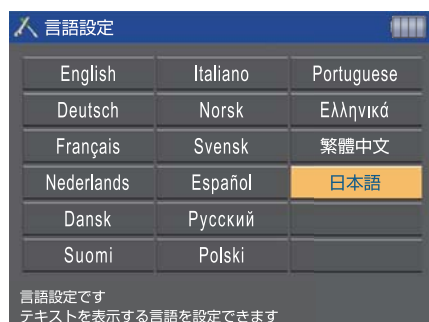 言語設定
English Italiano Portuguese
Deutsch Norsk Ελληνικά
Français Svensk 繁體中文
Nederlands Español 日本語
Dansk Русский
Suomi Polski
言語設定です
テキストを表示する言語を設定できます